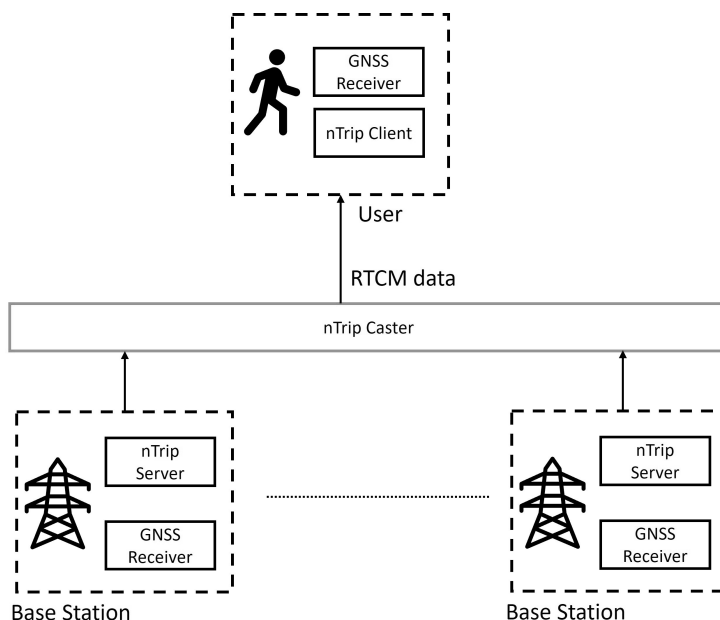 GNSS
Receiver
nTrip Client
User
RTCM data
nTrip Caster
nTrip
Server
GNSS
Receiver
Base Station
nTrip
Server
GNSS
Receiver
Base Station